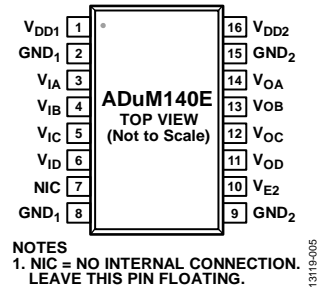 VDD1 1 16 VDD2
GND1 2 15 GND2
VIA 3 14 VOA
VIB 4 ADuM140E 13 VOB
VIC 5 TOP VIEW (Not to Scale) 12 VOC
VID 6 11 VOD
NIC 7 10 VE2
GND1 8 9 GND2
NOTES
1. NIC = NO INTERNAL CONNECTION.
LEAVE THIS PIN FLOATING.
13119-005